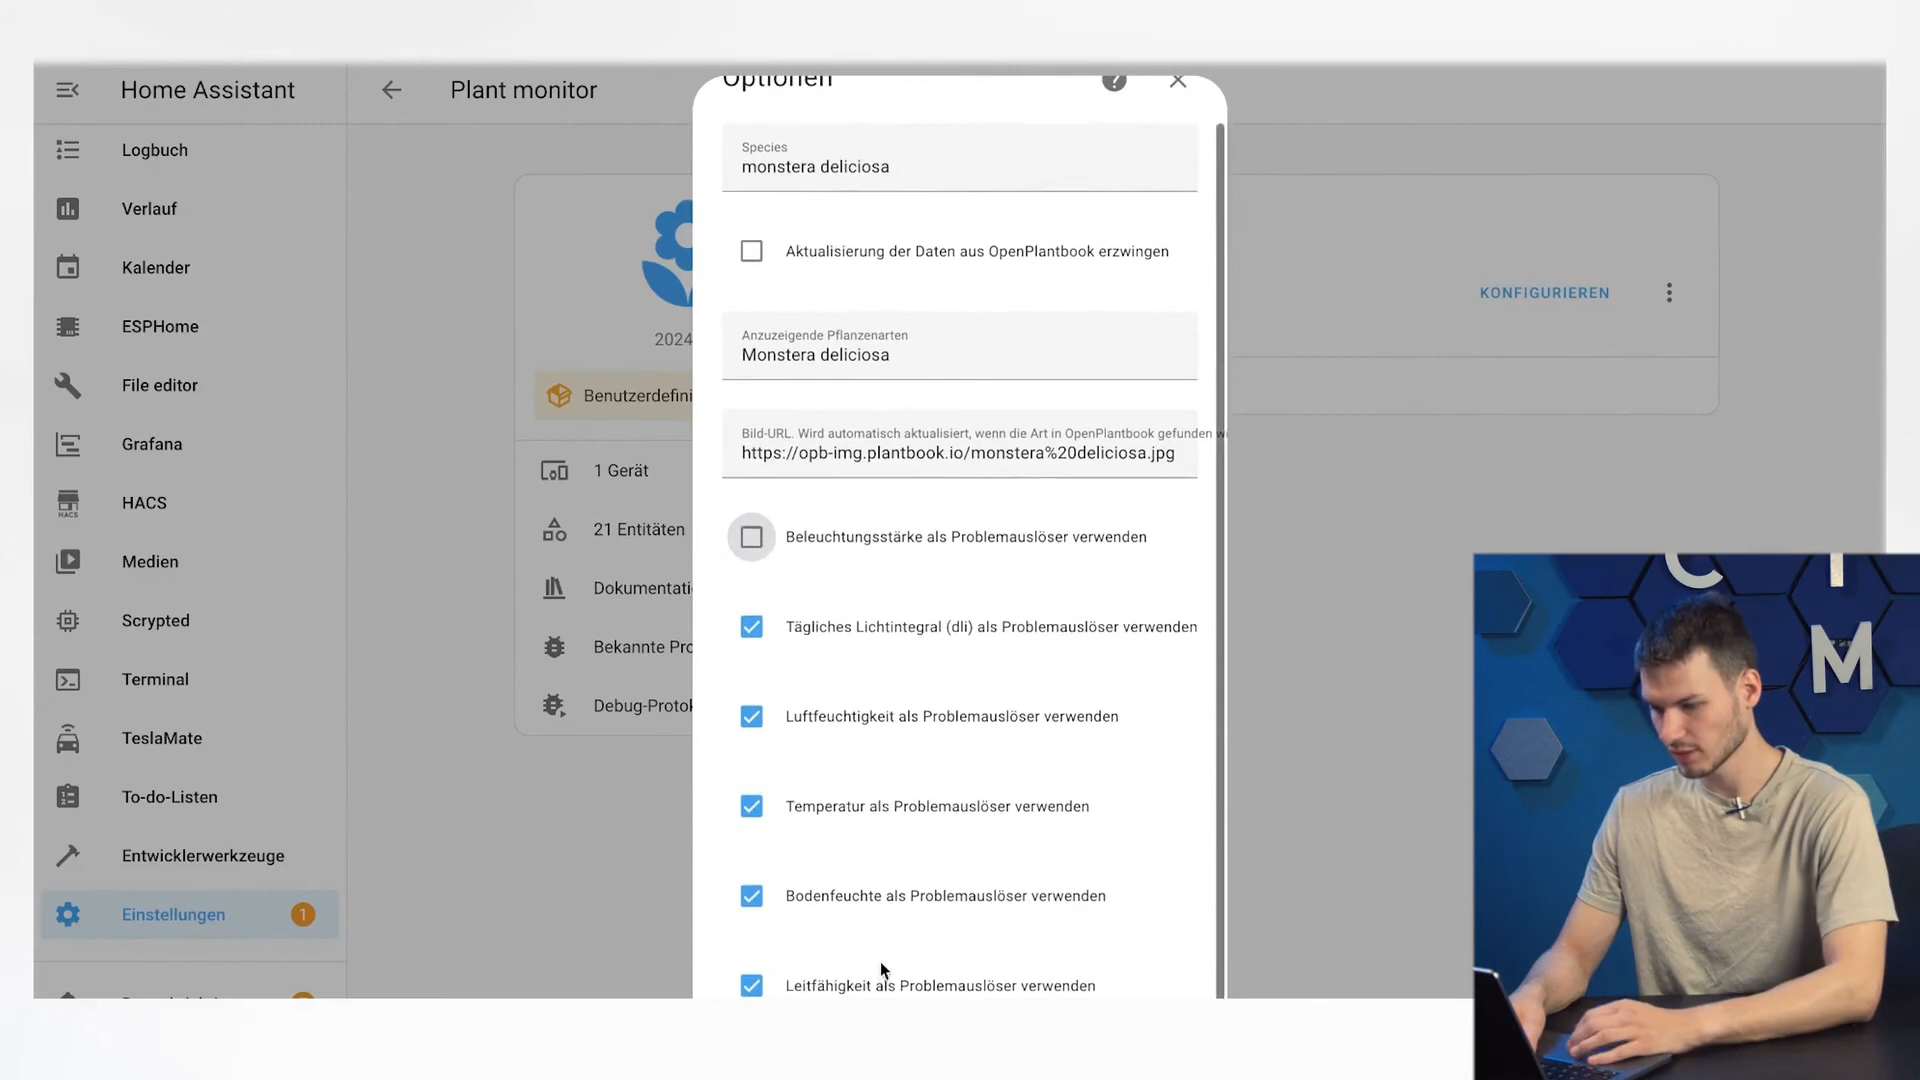 Home Assistant
Plant monitor
Optionen
?
Logbuch
Verlauf
Kalender
ESPHome
File editor
Grafana
HACS
HACS
Medien
Scrypted
Terminal
TeslaMate
To-do-Listen
Entwicklerwerkzeuge
Einstellungen
1
2024
Benutzerdefini
1 Gerät
21 Entitäten
Dokumentati
Bekannte Pro
Debug-Protok
Species
monstera deliciosa
Aktualisierung der Daten aus OpenPlantbook erzwingen
Anzuzeigende Pflanzenarten
Monstera deliciosa
Bild-URL. Wird automatisch aktualisiert, wenn die Art in OpenPlantbook gefunden wi
https://opb-img.plantbook.io/monstera%20deliciosa.jpg
Beleuchtungsstärke als Problemauslöser verwenden
Tägliches Lichtintegral (dli) als Problemauslöser verwenden
Luftfeuchtigkeit als Problemauslöser verwenden
Temperatur als Problemauslöser verwenden
Bodenfeuchte als Problemauslöser verwenden
Leitfähigkeit als Problemauslöser verwenden
KONFIGURIEREN
M